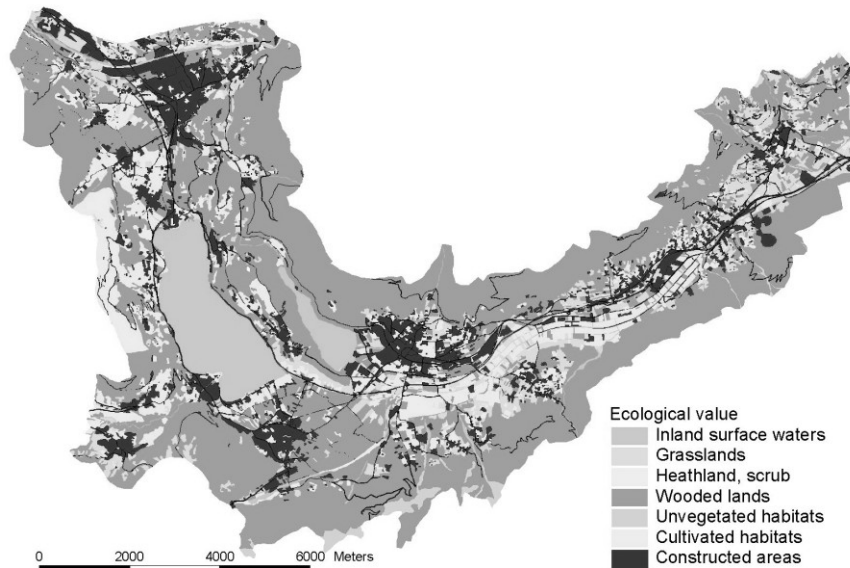 Ecological value
Inland surface waters
Grasslands
Heathland, scrub
Wooded lands
Unvegetated habitats
Cultivated habitats
Constructed areas
0 2000 4000 6000 Meters